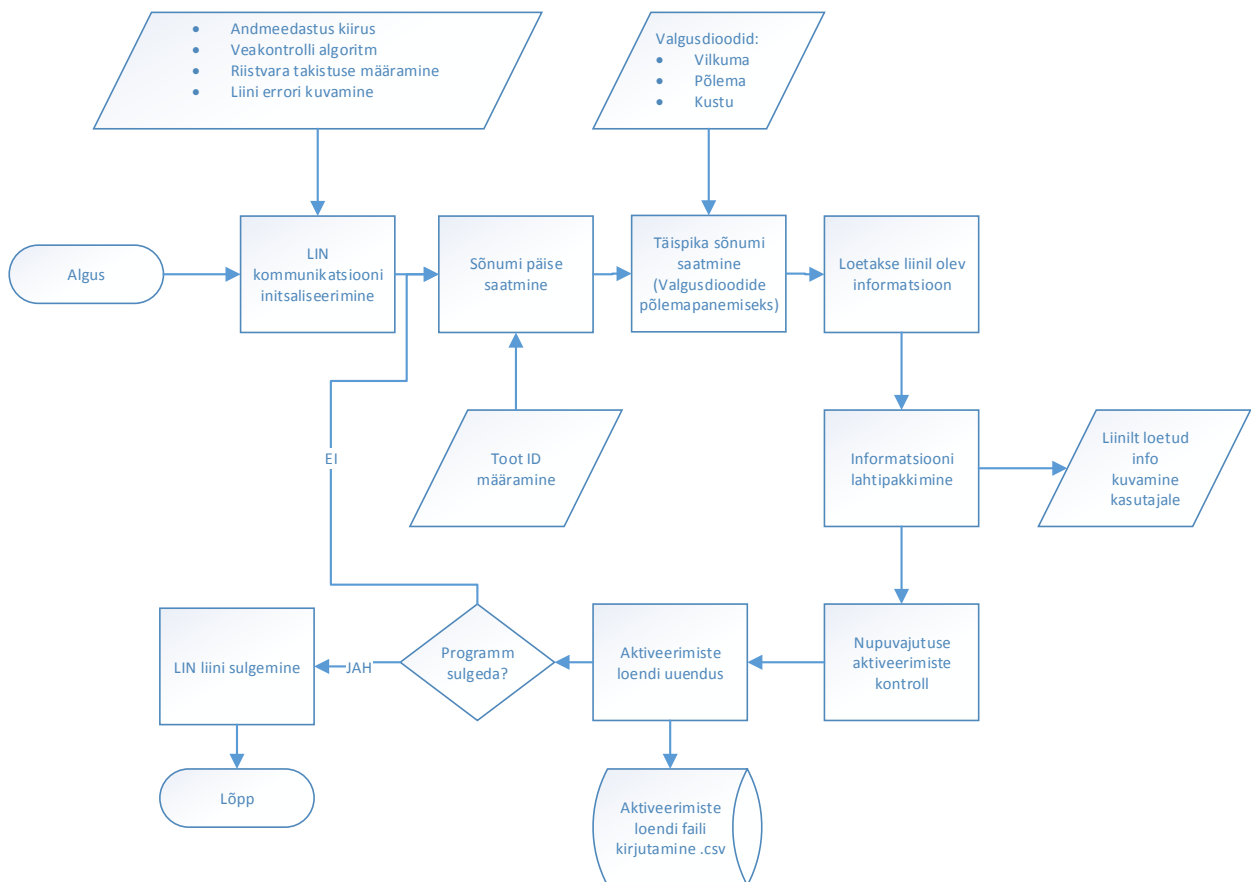 • Andmeedastus kiirus
• Veakontrolli algoritm
• Riistvara takistuse määramine
• Liini errori kuvamine
Valgusdioodid:
• Vilkuma
• Põlema
• Kustu
Algus
LIN
kommunikatsiooni
initsaliseerimine
Sõnumi päise
saatmine
Täispika sõnumi
saatmine
(Valgusdioodide
põlemapanemiseks)
Loetakse liinil olev
informatsioon
EI
Toot ID
määramine
Informatsiooni
lahtipakkimine
Liinilt loetud
info
kuvamine
kasutajale
LIN liini sulgemine
JAH
Programm
sulgeda?
Aktiveerimiste
loendi uuendus
Nupuvajutuse
aktiveerimiste
kontroll
Lõpp
Aktiveerimiste
loendi faili
kirjutamine .csv